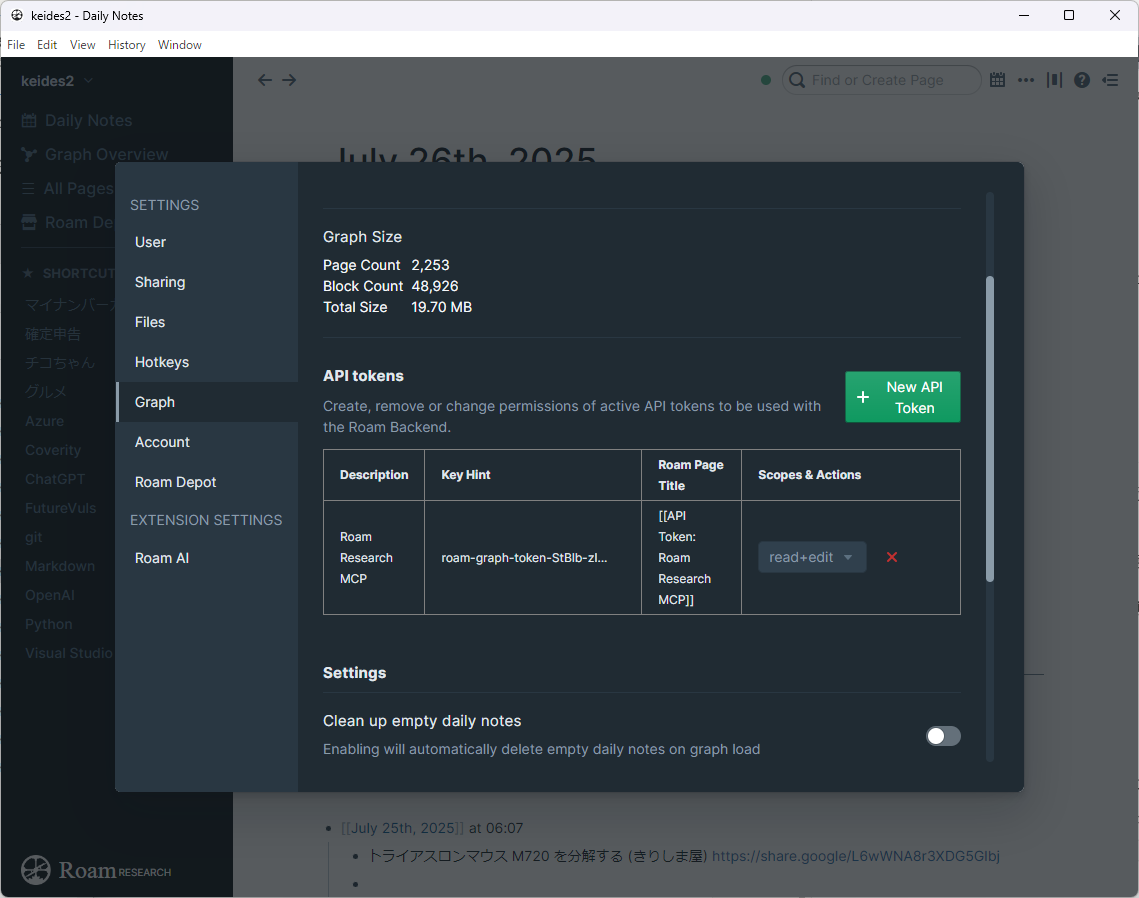 keides2 - Daily Notes
File Edit View History Window
keides2
Find or Create Page
Daily Notes
Graph Overview
All Pages
Roam De
SHORTCUT
マイナンバー
確定申告
チコちゃん
グルメ
Azure
Coverity
ChatGPT
FutureVuls
git
Markdown
OpenAI
Python
Visual Studio
Roam RESEARCH
July 26th, 2025
SETTINGS
User
Sharing
Files
Hotkeys
Graph
Account
Roam Depot
EXTENSION SETTINGS
Roam AI
Graph Size
Page Count 2,253
Block Count 48,926
Total Size 19.70 MB
API tokens
Create, remove or change permissions of active API tokens to be used with
the Roam Backend.
New API
Token
Description Key Hint Roam Page
Title Scopes & Actions
Roam
Research
MCP
roam-graph-token-StBlb-zI...
[[API
Token:
Roam
Research
MCP]]
read+edit
Settings
Clean up empty daily notes
Enabling will automatically delete empty daily notes on graph load
[[July 25th, 2025]] at 06:07
トライアスロンマウス M720 を分解する (きりしま屋) https://share.google/L6wWNA8r3XDG5GIbj